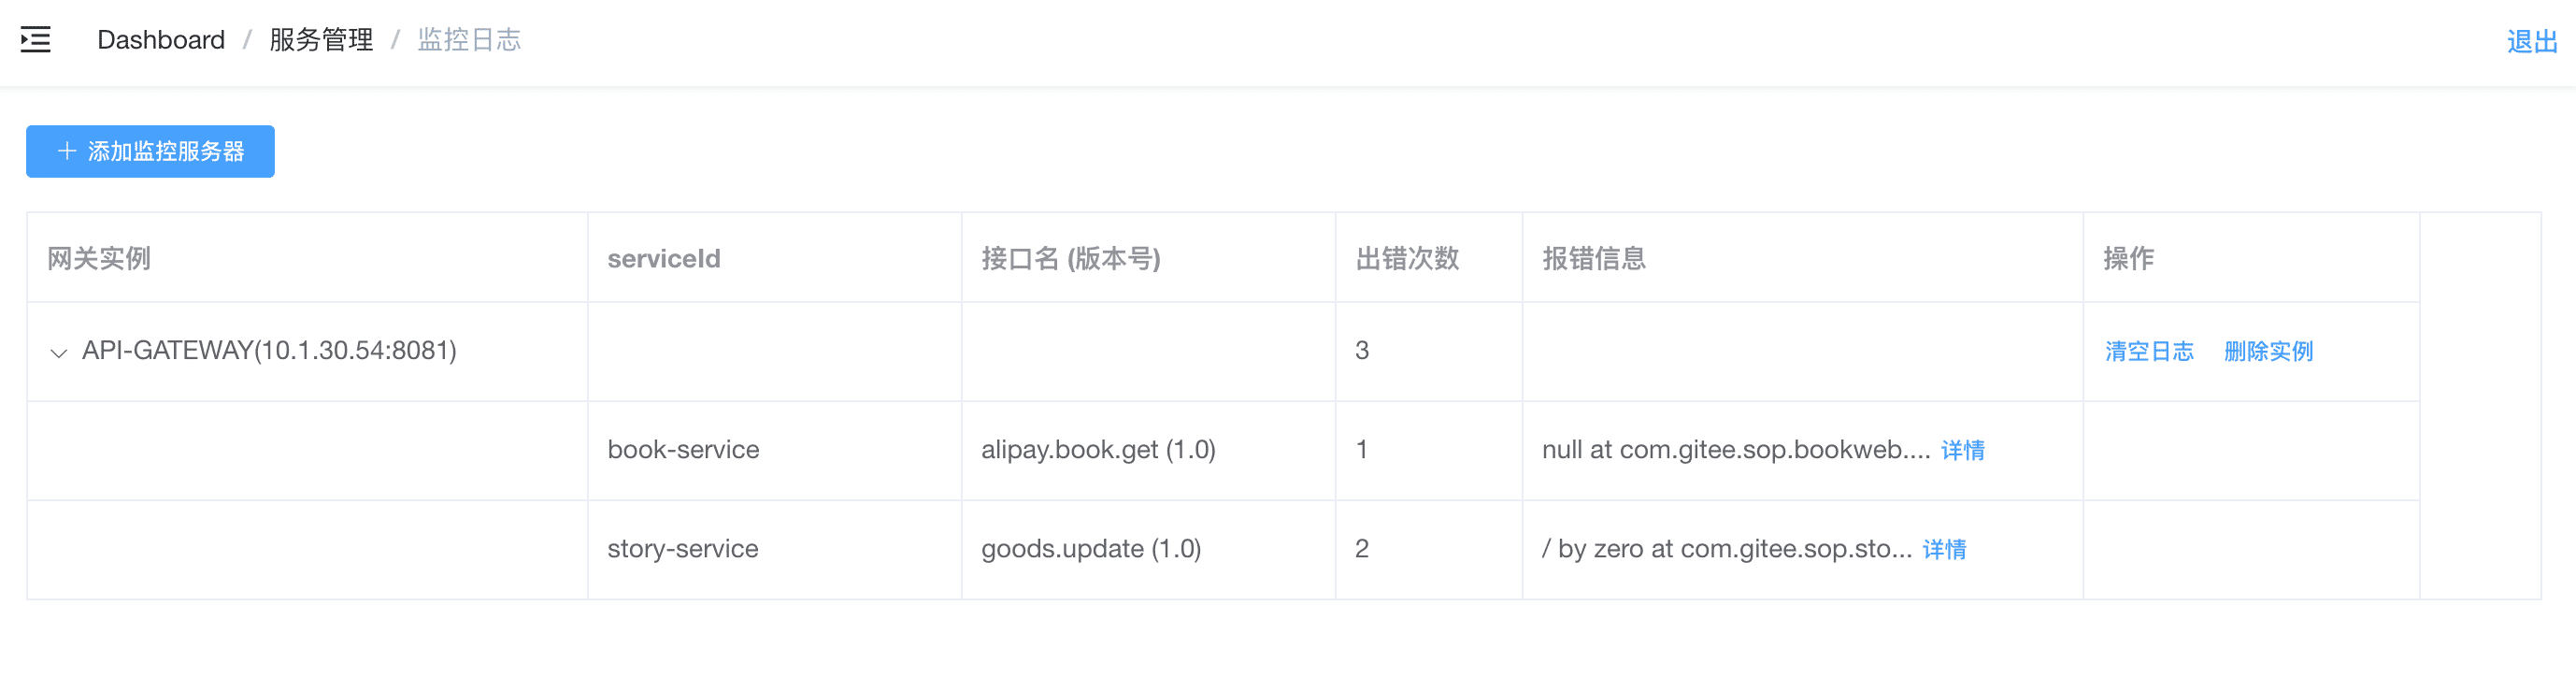 Dashboard / 服务管理 / 监控日志 退出
+ 添加监控服务器
网关实例 serviceId 接口名 (版本号) 出错次数 报错信息 操作
API-GATEWAY(10.1.30.54:8081) 3 清空日志 删除实例
book-service alipay.book.get (1.0) 1 null at com.gitee.sop.bookweb.... 详情
story-service goods.update (1.0) 2 / by zero at com.gitee.sop.sto... 详情